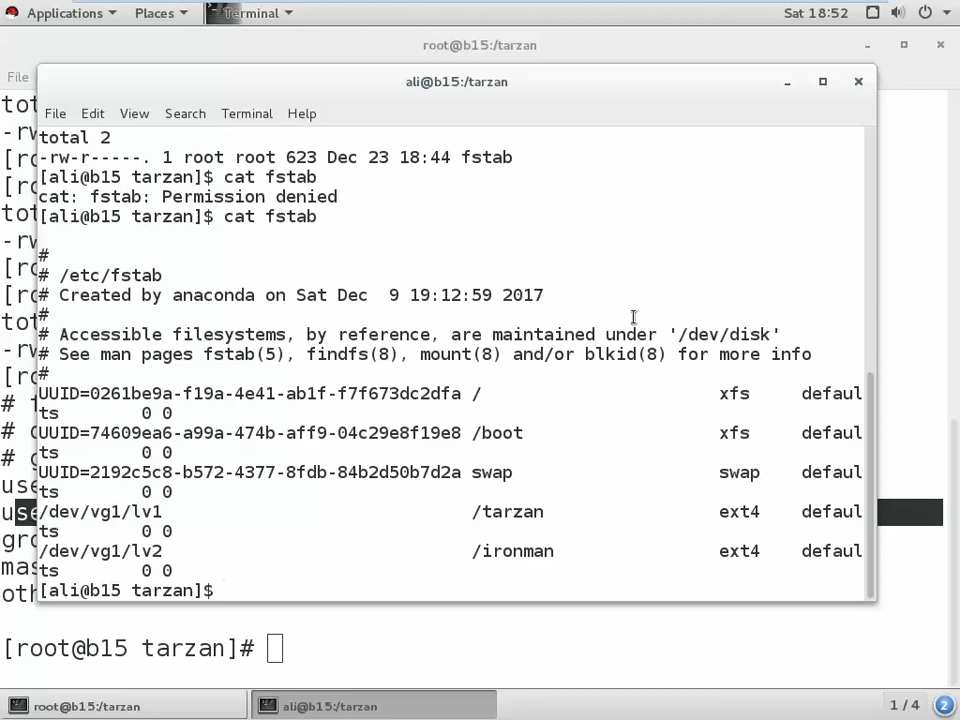 Applications Places Terminal Sat 18:52
root@b15:/tarzan
File
ali@b15:/tarzan
File Edit View Search Terminal Help
total 2
-rw-r-----. 1 root root 623 Dec 23 18:44 fstab
[ali@b15 tarzan]$ cat fstab
cat: fstab: Permission denied
[ali@b15 tarzan]$ cat fstab
#
# /etc/fstab
# Created by anaconda on Sat Dec  9 19:12:59 2017
#
# Accessible filesystems, by reference, are maintained under '/dev/disk'
# See man pages fstab(5), findfs(8), mount(8) and/or blkid(8) for more info
#
UUID=0261be9a-f19a-4e41-ab1f-f7f673dc2dfa / xfs defaul
ts 0 0
UUID=74609ea6-a99a-474b-aff9-04c29e8f19e8 /boot xfs defaul
ts 0 0
UUID=2192c5c8-b572-4377-8fdb-84b2d50b7d2a swap swap defaul
ts 0 0
/dev/vg1/lv1 /tarzan ext4 defaul
ts 0 0
/dev/vg1/lv2 /ironman ext4 defaul
ts 0 0
[ali@b15 tarzan]$
[root@b15 tarzan]#
root@b15:/tarzan ali@b15:/tarzan 1 / 4 2